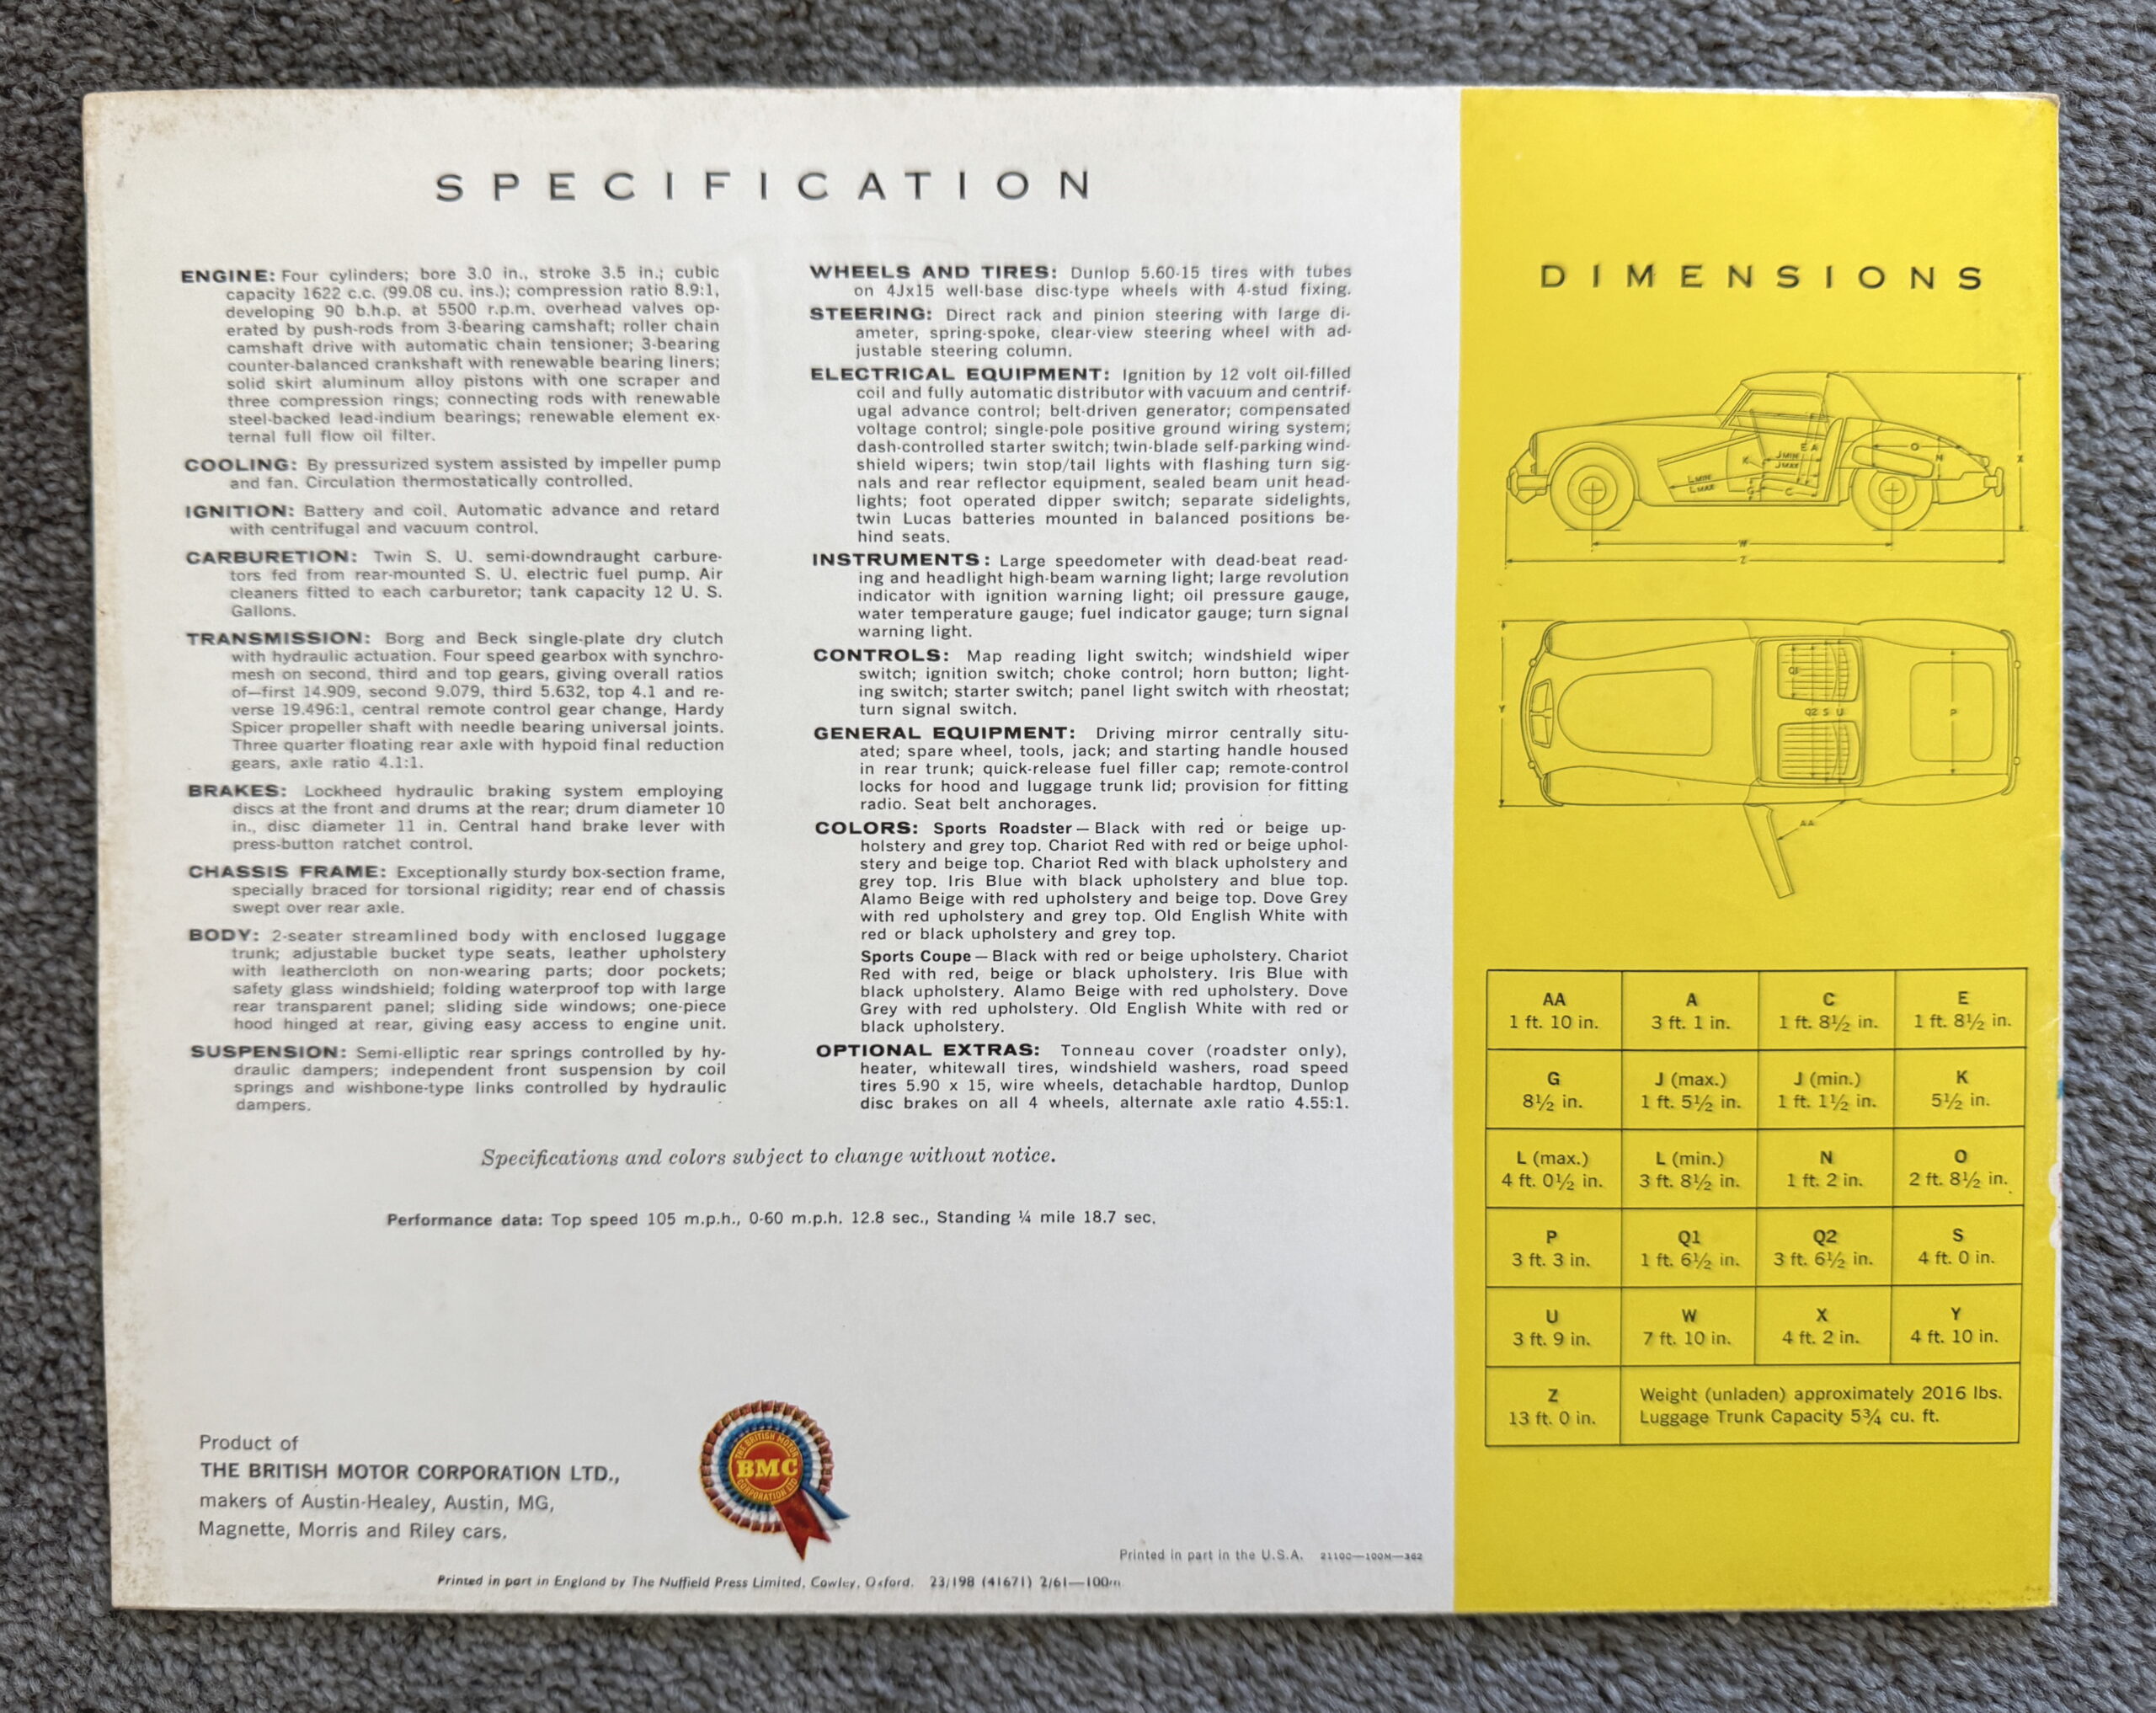 SPECIFICATION
ENGINE: Four cylinders; bore 3.0 in., stroke 3.5 in.; cubic
capacity 1622 c.c. (99.08 cu. ins.); compression ratio 8.9:1,
developing 90 b.h.p. at 5500 r.p.m. overhead valves op-
erated by push-rods from 3-bearing camshaft; roller chain
camshaft drive with automatic chain tensioner; 3-bearing
counter-balanced crankshaft with renewable bearing liners;
solid skirt aluminum alloy pistons with one scraper and
three compression rings; connecting rods with renewable
steel-backed lead-indium bearings; renewable element ex-
ternal full flow oil filter.
COOLING: By pressurized system assisted by impeller pump
and fan. Circulation thermostatically controlled.
IGNITION: Battery and coil. Automatic advance and retard
with centrifugal and vacuum control.
CARBURETION: Twin S. U. semi-downdraught carbure-
tors fed from rear-mounted S. U. electric fuel pump. Air
cleaners fitted to each carburetor; tank capacity 12 U. S.
Gallons.
TRANSMISSION: Borg and Beck single-plate dry clutch
with hydraulic actuation. Four speed gearbox with synchro-
mesh on second, third and top gears, giving overall ratios
of—first 14.909, second 9.079, third 5.632, top 4.1 and re-
verse 19.496:1, central remote control gear change, Hardy
Spicer propeller shaft with needle bearing universal joints.
Three quarter floating rear axle with hypoid final reduction
gears, axle ratio 4.1:1.
BRAKES: Lockheed hydraulic braking system employing
discs at the front and drums at the rear; drum diameter 10
in., disc diameter 11 in. Central hand brake lever with
press-button ratchet control.
CHASSIS FRAME: Exceptionally sturdy box-section frame,
specially braced for torsional rigidity; rear end of chassis
swept over rear axle.
BODY: 2-seater streamlined body with enclosed luggage
trunk; adjustable bucket type seats, leather upholstery
with leathercloth on non-wearing parts; door pockets;
safety glass windshield; folding waterproof top with large
rear transparent panel; sliding side windows; one-piece
hood hinged at rear, giving easy access to engine unit.
SUSPENSION: Semi-elliptic rear springs controlled by hy-
draulic dampers; independent front suspension by coil
springs and wishbone-type links controlled by hydraulic
dampers.
WHEELS AND TIRES: Dunlop 5.60-15 tires with tubes
on 4Jx15 well-base disc-type wheels with 4-stud fixing.
STEERING: Direct rack and pinion steering with large di-
ameter, spring-spoke, clear-view steering wheel with ad-
justable steering column.
ELECTRICAL EQUIPMENT: Ignition by 12 volt oil-filled
coil and fully automatic distributor with vacuum and centrif-
ugal advance control; belt-driven generator; compensated
voltage control; single-pole positive ground wiring system;
dash-controlled starter switch; twin-blade self-parking wind-
shield wipers; twin stop/tail lights with flashing turn sig-
nals and rear reflector equipment, sealed beam unit head-
lights; foot operated dipper switch; separate sidelights,
twin Lucas batteries mounted in balanced positions be-
hind seats.
INSTRUMENTS: Large speedometer with dead-beat read-
ing and headlight high-beam warning light; large revolution
indicator with ignition warning light; oil pressure gauge,
water temperature gauge; fuel indicator gauge; turn signal
warning light.
CONTROLS: Map reading light switch; windshield wiper
switch; ignition switch; choke control; horn button; light-
ing switch; starter switch; panel light switch with rheostat;
turn signal switch.
GENERAL EQUIPMENT: Driving mirror centrally situ-
ated; spare wheel, tools, jack; and starting handle housed
in rear trunk; quick-release fuel filler cap; remote-control
locks for hood and luggage trunk lid; provision for fitting
radio. Seat belt anchorages.
COLORS: Sports Roadster — Black with red or beige up-
holstery and grey top. Chariot Red with red or beige uphol-
stery and beige top. Chariot Red with black upholstery and
grey top. Iris Blue with black upholstery and blue top.
Alamo Beige with red upholstery and beige top. Dove Grey
with red upholstery and grey top. Old English White with
red or black upholstery and grey top.
Sports Coupe — Black with red or beige upholstery. Chariot
Red with red, beige or black upholstery. Iris Blue with
black upholstery. Alamo Beige with red upholstery. Dove
Grey with red upholstery. Old English White with red or
black upholstery.
OPTIONAL EXTRAS: Tonneau cover (roadster only),
heater, whitewall tires, windshield washers, road speed
tires 5.90 x 15, wire wheels, detachable hardtop, Dunlop
disc brakes on all 4 wheels, alternate axle ratio 4.55:1.
Specifications and colors subject to change without notice.
Performance data: Top speed 105 m.p.h., 0-60 m.p.h. 12.8 sec., Standing ¼ mile 18.7 sec.
Product of
THE BRITISH MOTOR CORPORATION LTD.,
makers of Austin-Healey, Austin, MG,
Magnette, Morris and Riley cars.
THE BRITISH MOTOR
BMC
CORPORATION LTD
Printed in part in the U.S.A. 21100—100M—362
Printed in part in England by The Nuffield Press Limited, Cowley, Oxford. 23/198 (41671) 2/61—100m
DIMENSIONS
E A
J MIN
J MAX
K
L MIN
L MAX
G
C
O
N
X
W
Z
Y
Q1
Q2 S U
P
AA
AA A C E
1 ft. 10 in. 3 ft. 1 in. 1 ft. 8½ in. 1 ft. 8½ in.
G J (max.) J (min.) K
8½ in. 1 ft. 5½ in. 1 ft. 1½ in. 5½ in.
L (max.) L (min.) N O
4 ft. 0½ in. 3 ft. 8½ in. 1 ft. 2 in. 2 ft. 8½ in.
P Q1 Q2 S
3 ft. 3 in. 1 ft. 6½ in. 3 ft. 6½ in. 4 ft. 0 in.
U W X Y
3 ft. 9 in. 7 ft. 10 in. 4 ft. 2 in. 4 ft. 10 in.
Z Weight (unladen) approximately 2016 lbs.
13 ft. 0 in. Luggage Trunk Capacity 5¾ cu. ft.